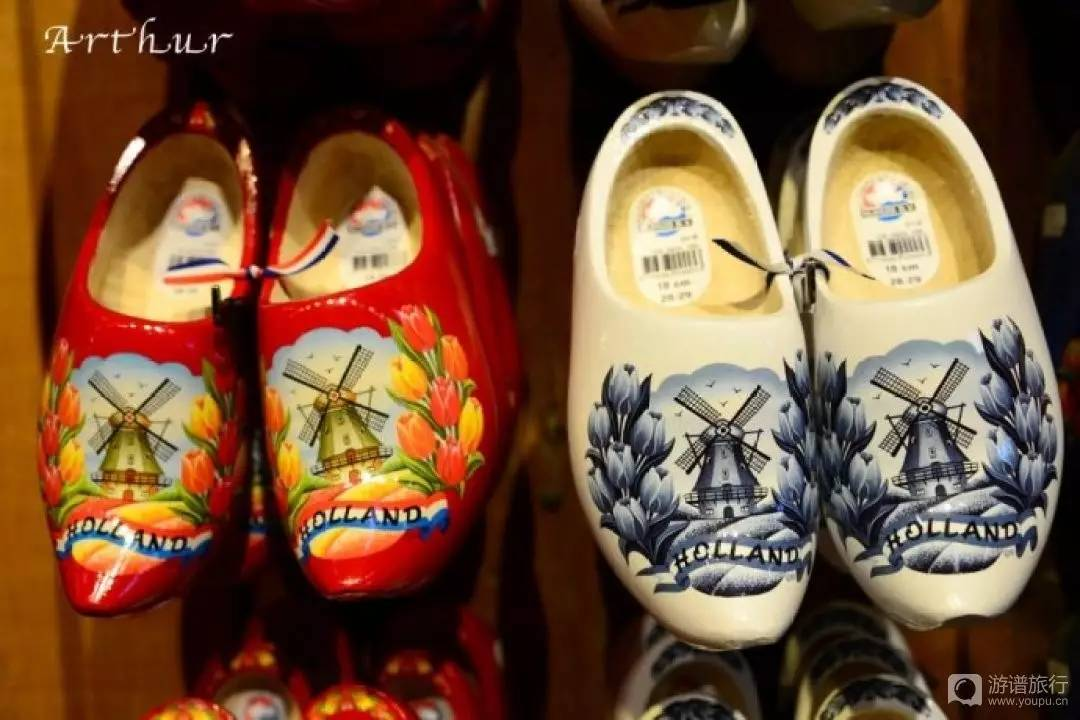 Arthur
HOLLAND
HOLLAND
18 cm
28-29
18 cm
28-29
HOLLAND
HOLLAND
游谱旅行
www.youpu.cn